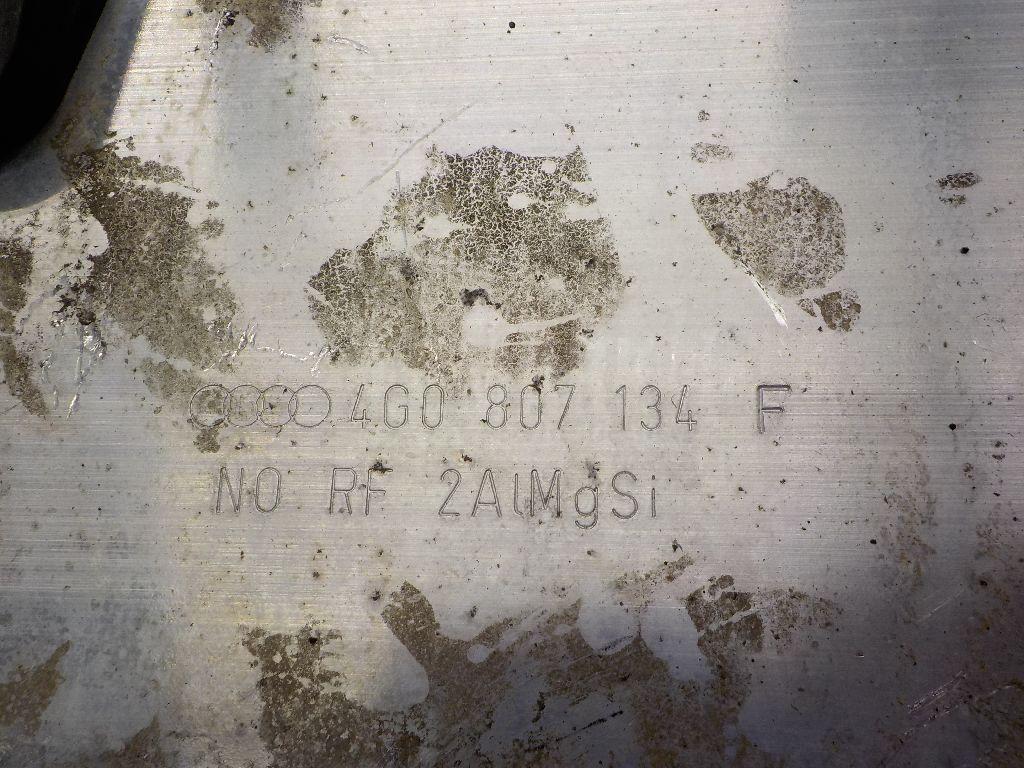 4G0 807 134 F
NO RF 2AlMgSi